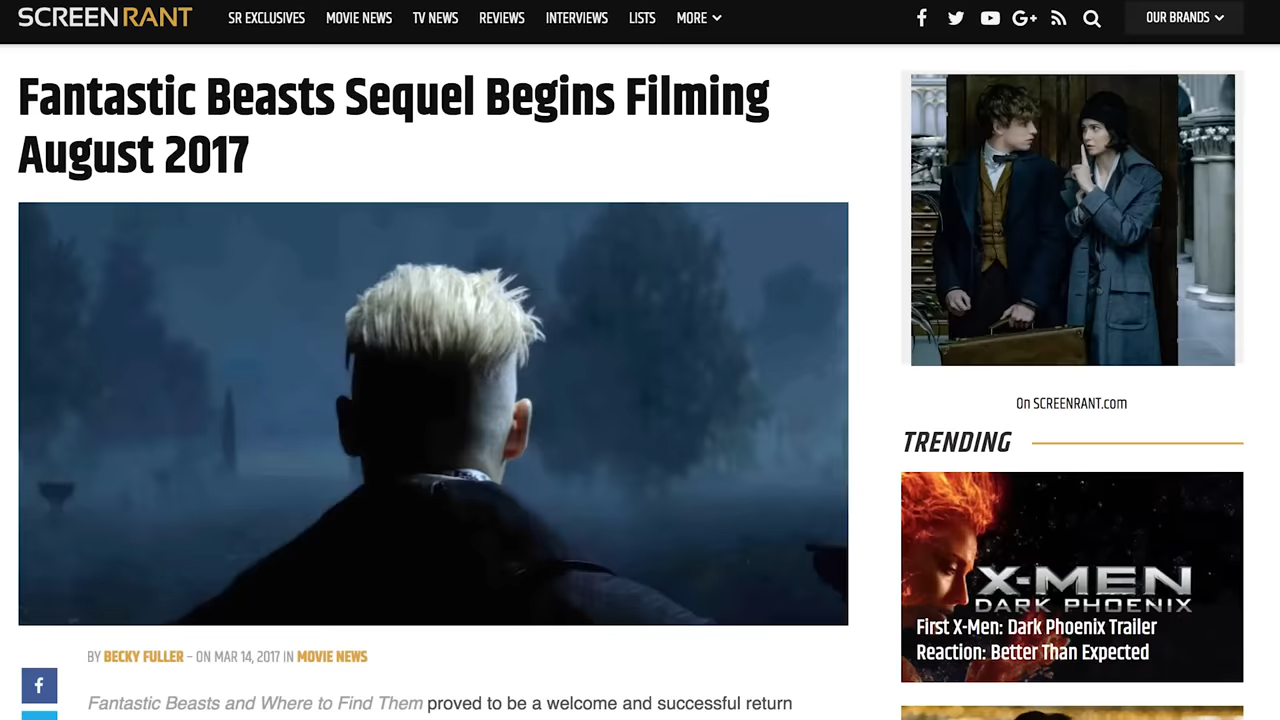 SCREENRANT
SR EXCLUSIVES MOVIE NEWS TV NEWS REVIEWS INTERVIEWS LISTS MORE
OUR BRANDS
Fantastic Beasts Sequel Begins Filming
August 2017
BY BECKY FULLER – ON MAR 14, 2017 IN MOVIE NEWS
Fantastic Beasts and Where to Find Them proved to be a welcome and successful return
On SCREENRANT.com
TRENDING
X-MEN
DARK PHOENIX
First X-Men: Dark Phoenix Trailer
Reaction: Better Than Expected